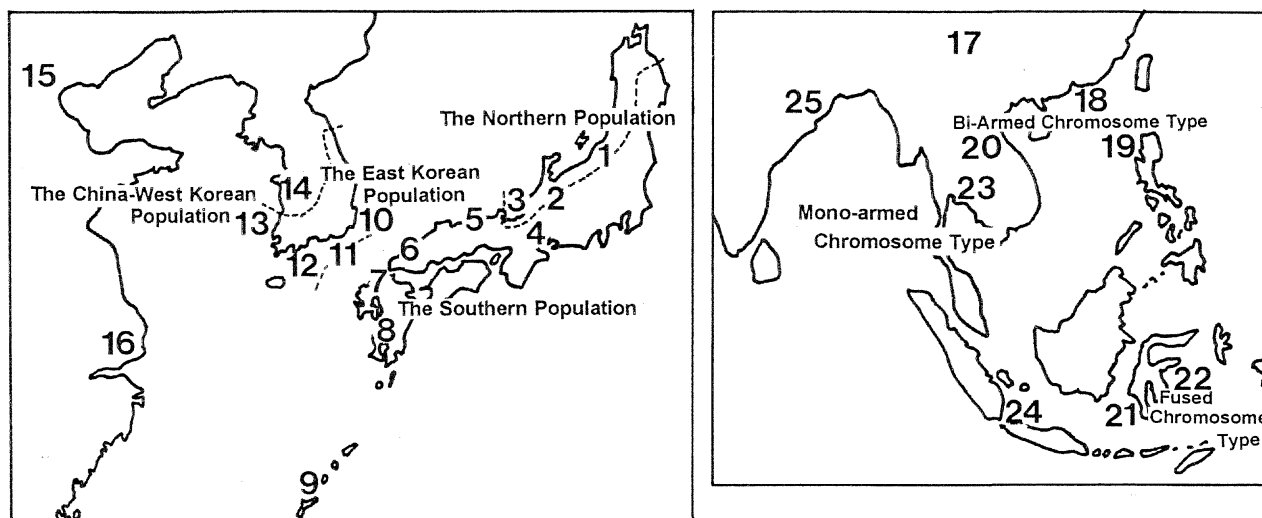 15
The Northern Population
1
14
The East Korean
Population
The China-West Korean
Population
13
10
3
2
5
4
11
6
12
7
The Southern Population
8
16
9
17
25
18
Bi-Armed Chromosome Type
20
19
23
Mono-armed
Chromosome Type
22
24
21
Fused
Chromosome
Type